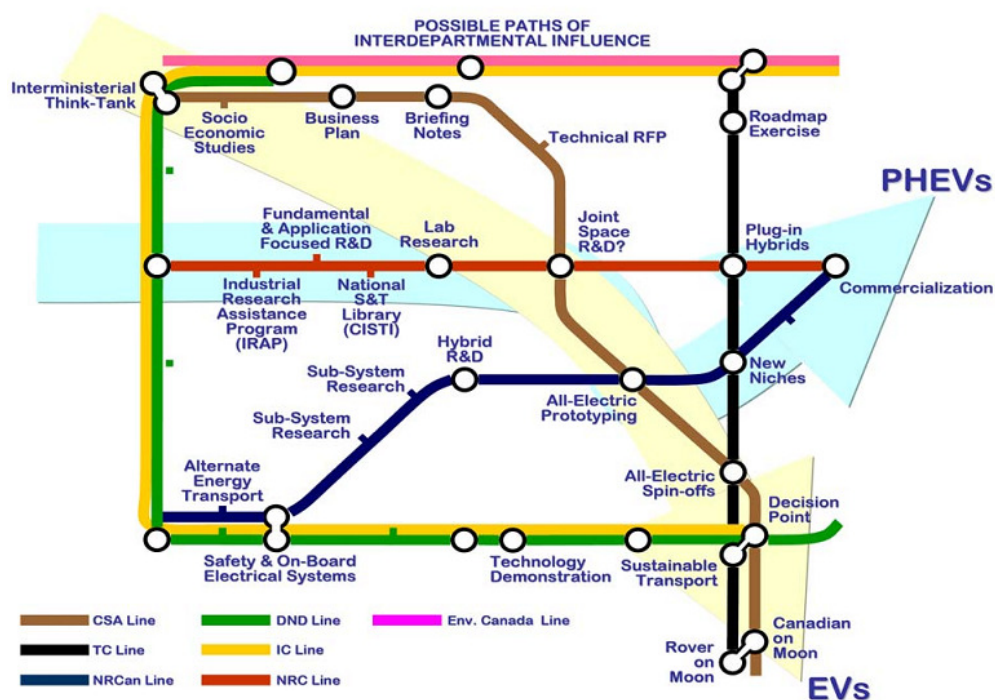 POSSIBLE PATHS OF
INTERDEPARTMENTAL INFLUENCE
Interministerial
Think-Tank
Socio
Economic
Studies
Business
Plan
Briefing
Notes
Technical RFP
Roadmap
Exercise
PHEVs
Fundamental
& Application
Focused R&D
Lab
Research
Joint
Space
R&D?
Plug-in
Hybrids
Industrial
Research
Assistance
Program
(IRAP)
National
S&T
Library
(CISTI)
Commercialization
Hybrid
R&D
Sub-System
Research
Sub-System
Research
All-Electric
Prototyping
New
Niches
Alternate
Energy
Transport
All-Electric
Spin-offs
Decision
Point
Safety & On-Board
Electrical Systems
Technology
Demonstration
Sustainable
Transport
Canadian
on
Moon
Rover
on
Moon
EVs
CSA Line
DND Line
Env. Canada Line
TC Line
IC Line
NRCan Line
NRC Line